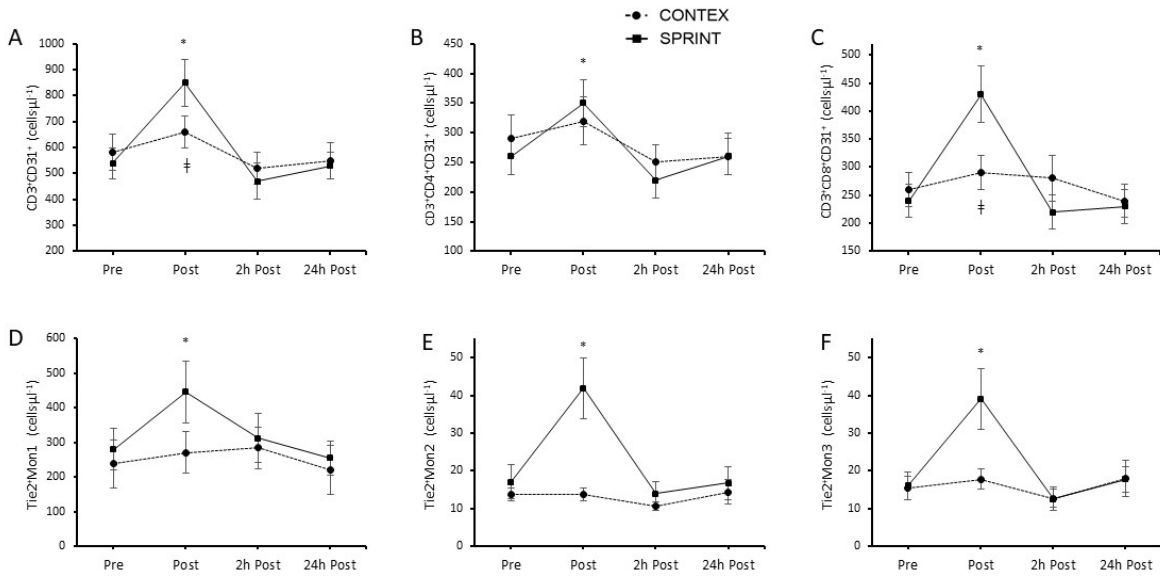 CONTEX
SPRINT
A
CD3⁺CD31⁺ (cells·µl⁻¹)
1000
900
800
700
600
500
400
300
200
*
ǂ
Pre Post 2h Post 24h Post
B
CD3⁺CD4⁺CD31⁺ (cells·µl⁻¹)
450
400
350
300
250
200
150
100
*
Pre Post 2h Post 24h Post
C
CD3⁺CD8⁺CD31⁺ (cells·µl⁻¹)
500
450
400
350
300
250
200
150
*
ǂ
Pre Post 2h Post 24h Post
D
Tie2⁺Mon1 (cells·µl⁻¹)
600
500
400
300
200
100
0
*
Pre Post 2h Post 24h Post
E
Tie2⁺Mon2 (cells·µl⁻¹)
50
40
30
20
10
0
*
Pre Post 2h Post 24h Post
F
Tie2⁺Mon3 (cells·µl⁻¹)
50
40
30
20
10
0
*
Pre Post 2h Post 24h Post